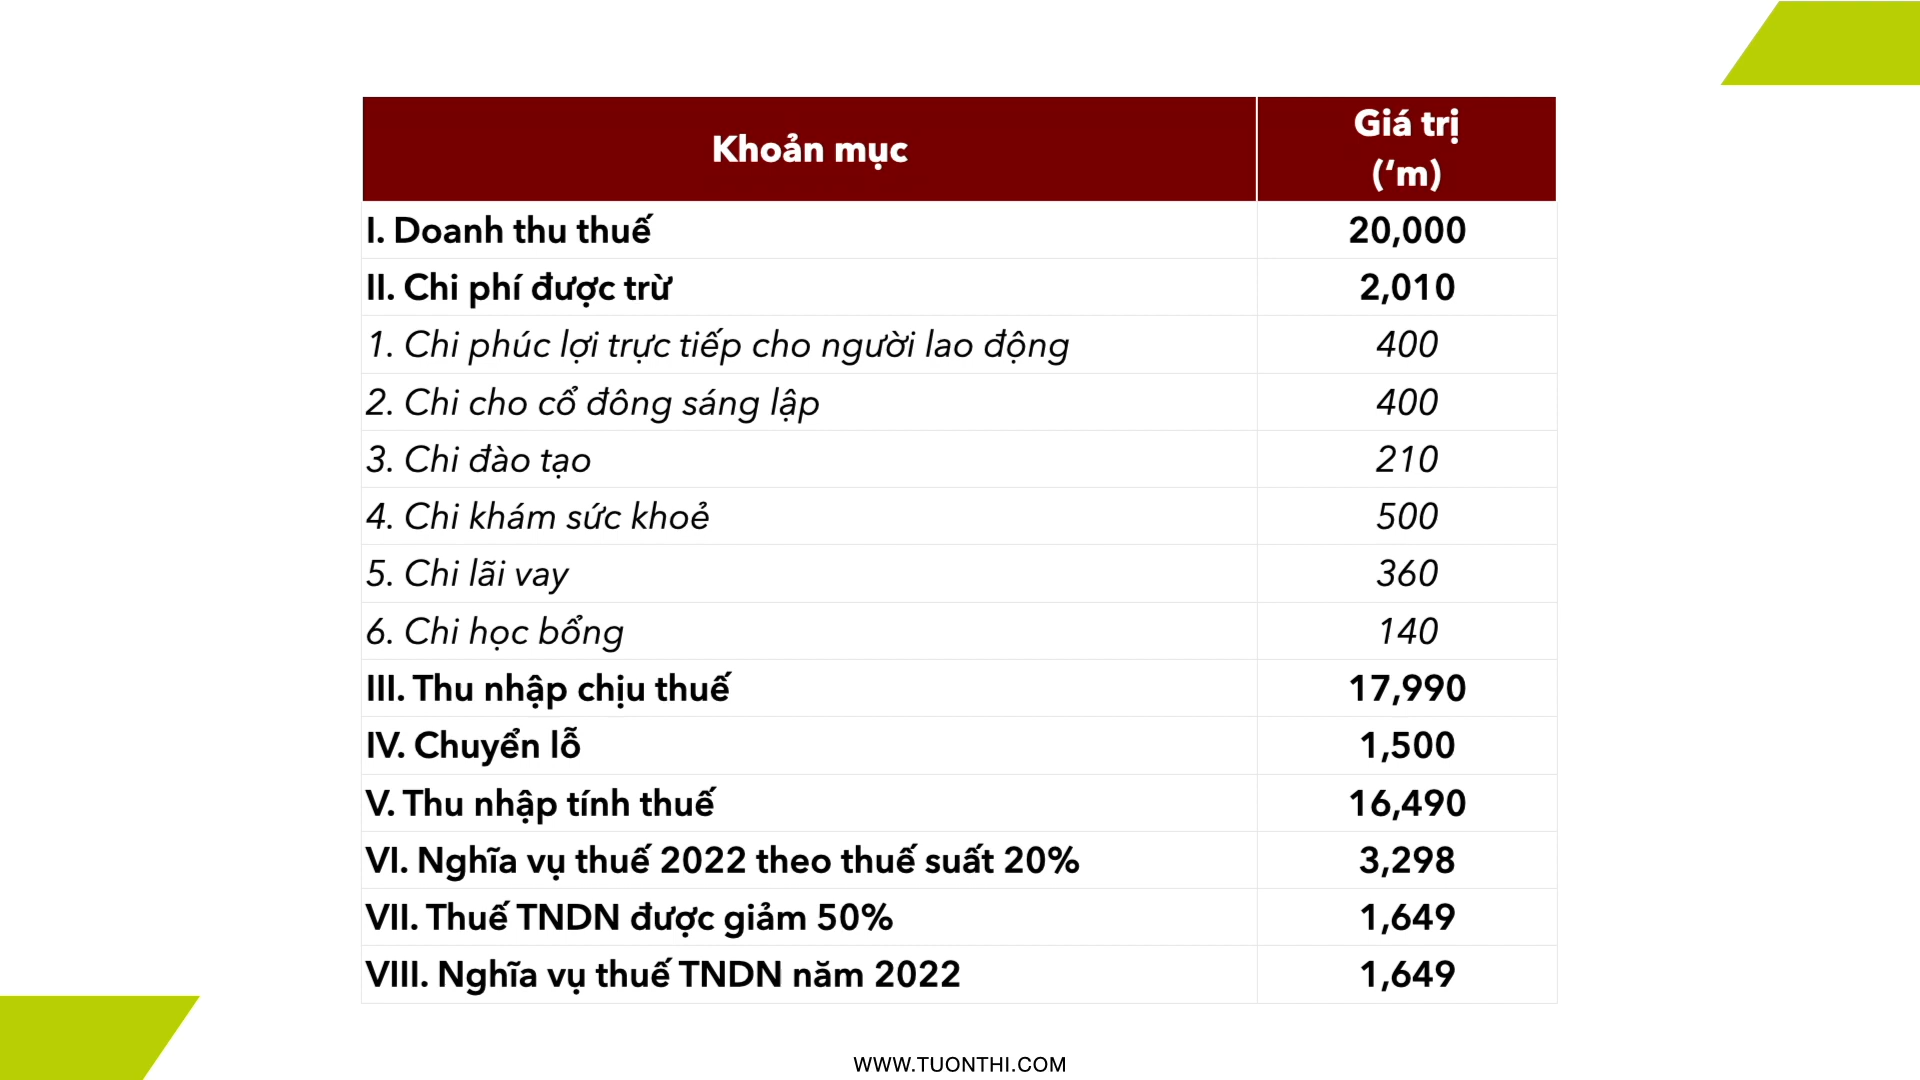 Khoản mục
Giá trị
(‘m)
I. Doanh thu thuế 20,000
II. Chi phí được trừ 2,010
1. Chi phúc lợi trực tiếp cho người lao động 400
2. Chi cho cổ đông sáng lập 400
3. Chi đào tạo 210
4. Chi khám sức khoẻ 500
5. Chi lãi vay 360
6. Chi học bổng 140
III. Thu nhập chịu thuế 17,990
IV. Chuyển lỗ 1,500
V. Thu nhập tính thuế 16,490
VI. Nghĩa vụ thuế 2022 theo thuế suất 20% 3,298
VII. Thuế TNDN được giảm 50% 1,649
VIII. Nghĩa vụ thuế TNDN năm 2022 1,649
WWW.TUONTHI.COM